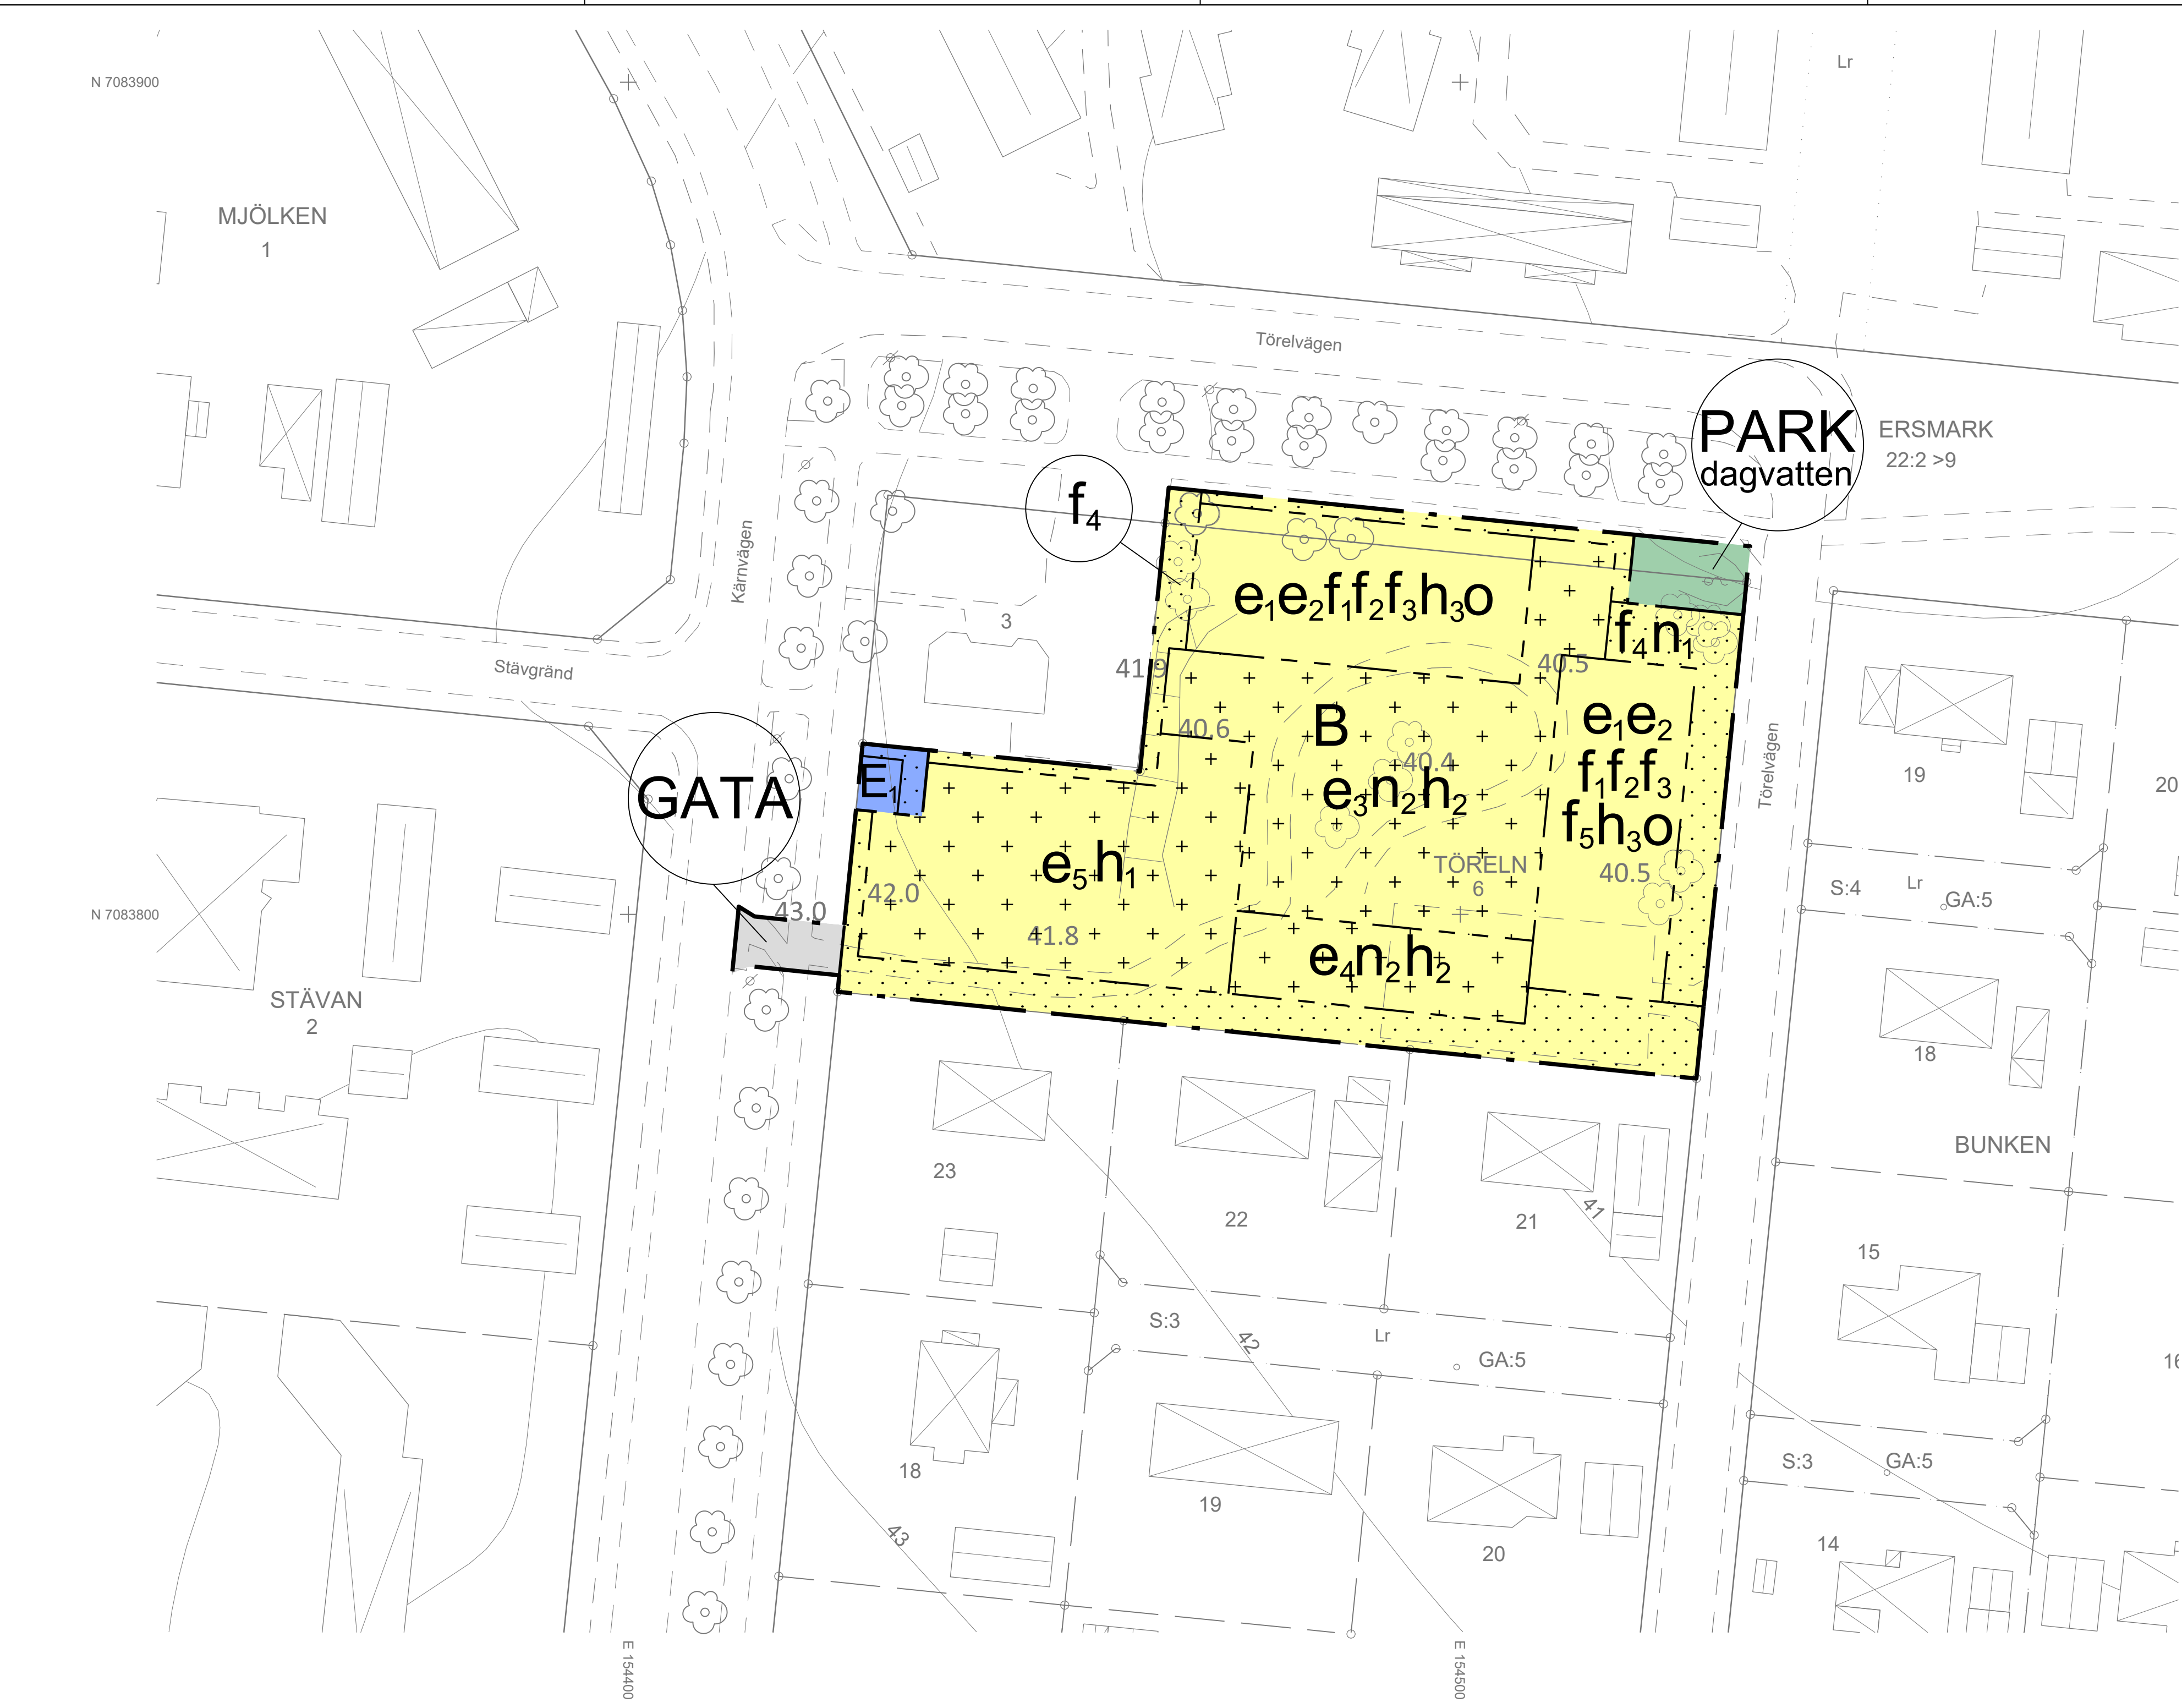 Lr
N 7083900
MJÖLKEN
1
Törelvägen
PARK
dagvatten
ERSMARK
22:2 >9
f₄
Kärnvägen
e₁e₂f₁f₂f₃h₃o
3
f₄n₁
Stävgränd
41.9
40.5
40.6
B
e₁e₂
f₁f₂f₃
f₅h₃o
Törelvägen
40.4
e₃n₂h₂
GATA
E₁
19
20
e₅h₁
TÖRELN
6
40.5
42.0
43.0
41.8
S:4
Lr
GA:5
N 7083800
e₄n₂h₂
STÄVAN
2
18
23
22
21
41
BUNKEN
15
S:3
42
Lr
GA:5
18
19
20
43
S:3
GA:5
14
E 154400
E 154500